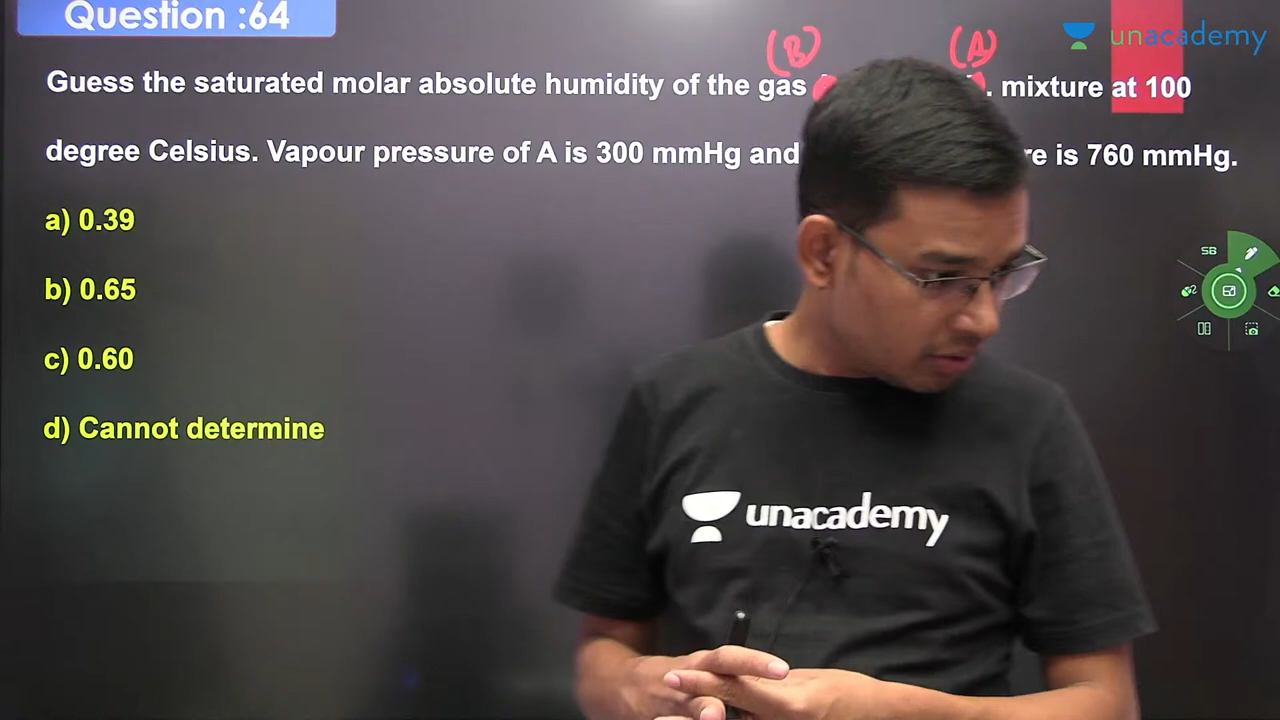 Question :64
unacademy
(B) (A)
Guess the saturated molar absolute humidity of the gas . mixture at 100
degree Celsius. Vapour pressure of A is 300 mmHg and re is 760 mmHg.
a) 0.39
SB
b) 0.65
c) 0.60
d) Cannot determine
unacademy